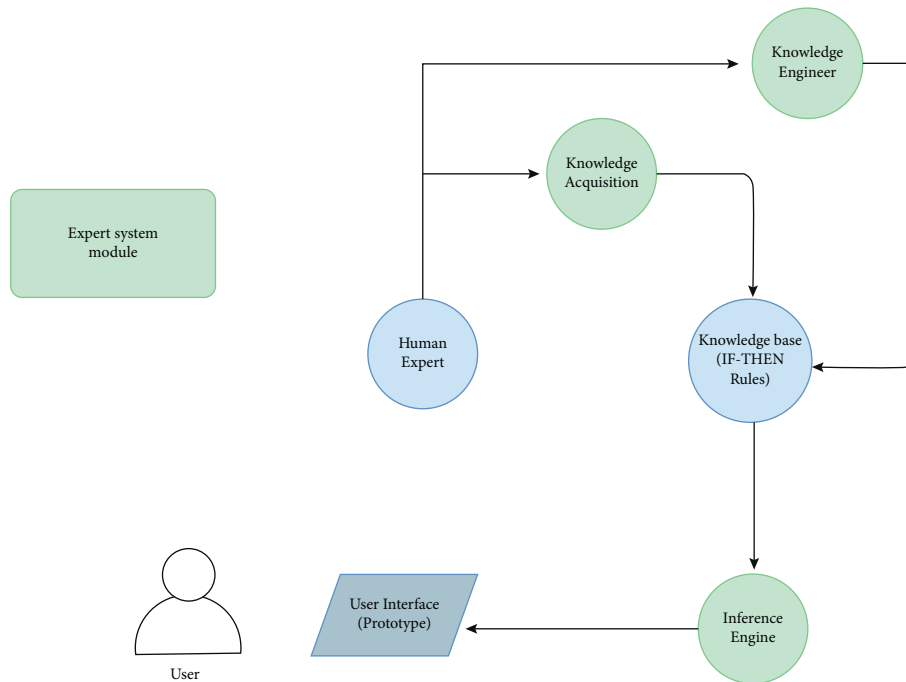 Knowledge
Engineer
Knowledge
Acquisition
Expert system
module
Human
Expert
Knowledge base
(IF-THEN
Rules)
User Interface
(Prototype)
Inference
Engine
User